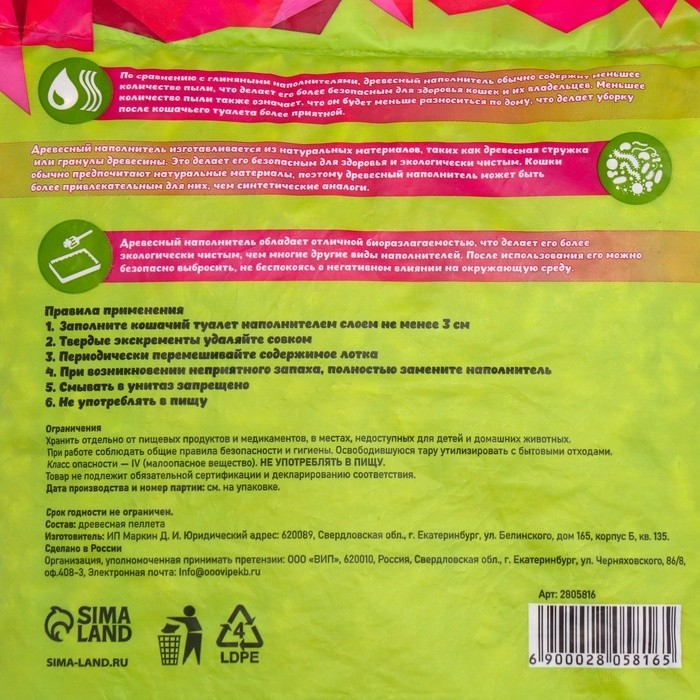 По сравнению с глиняными наполнителями, древесный наполнитель обычно содержит меньшее
количество пыли, что делает его более безопасным для здоровья кошек и их владельцев. Меньшее
количество пыли также означает, что он будет меньше разноситься по дому, что делает уборку
после кошачьего туалета более приятной.
Древесный наполнитель изготавливается из натуральных материалов, таких как древесная стружка
или гранулы древесины. Это делает его безопасным для здоровья и экологически чистым. Кошки
обычно предпочитают натуральные материалы, поэтому древесный наполнитель может быть
более привлекательным для них, чем синтетические аналоги.
Древесный наполнитель обладает отличной биоразлагаемостью, что делает его более
экологически чистым, чем многие другие виды наполнителей. После использования его можно
безопасно выбросить, не беспокоясь о негативном влиянии на окружающую среду.
Правила применения
1. Заполните кошачий туалет наполнителем слоем не менее 3 см
2. Твердые экскременты удаляйте совком
3. Периодически перемешивайте содержимое лотка
4. При возникновении неприятного запаха, полностью замените наполнитель
5. Смывать в унитаз запрещено
6. Не употреблять в пищу
Ограничения
Хранить отдельно от пищевых продуктов и медикаментов, в местах, недоступных для детей и домашних животных.
При работе соблюдать общие правила безопасности и гигиены. Освободившуюся тару утилизировать с бытовыми отходами.
Класс опасности — IV (малоопасное вещество). НЕ УПОТРЕБЛЯТЬ В ПИЩУ.
Товар не подлежит обязательной сертификации и декларированию соответствия.
Дата производства и номер партии: см. на упаковке.
Срок годности не ограничен.
Состав: древесная пеллета
Изготовитель: ИП Маркин Д. И. Юридический адрес: 620089, Свердловская обл., г. Екатеринбург, ул. Белинского, дом 165, корпус Б, кв. 135.
Сделано в России
Организация, уполномоченная принимать претензии: ООО «ВИП», 620010, Россия, Свердловская обл., г. Екатеринбург, ул. Черняховского, 86/8,
оф.408-3, Электронная почта: Info@ooovipekb.ru
SIMA
LAND
SIMA-LAND.RU
4
LDPE
Арт: 2805816
6 900028 058165